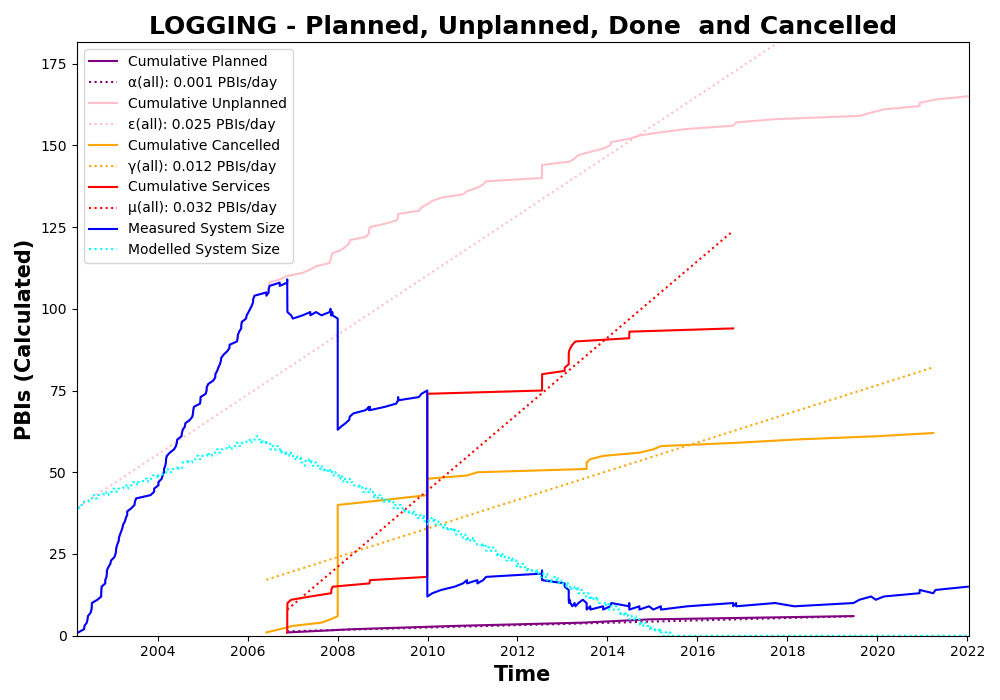 LOGGING - Planned, Unplanned, Done  and Cancelled
PBIs (Calculated)
175
150
125
100
75
50
25
0
Cumulative Planned
α(all): 0.001 PBIs/day
Cumulative Unplanned
ε(all): 0.025 PBIs/day
Cumulative Cancelled
γ(all): 0.012 PBIs/day
Cumulative Services
μ(all): 0.032 PBIs/day
Measured System Size
Modelled System Size
2004 2006 2008 2010 2012 2014 2016 2018 2020 2022
Time